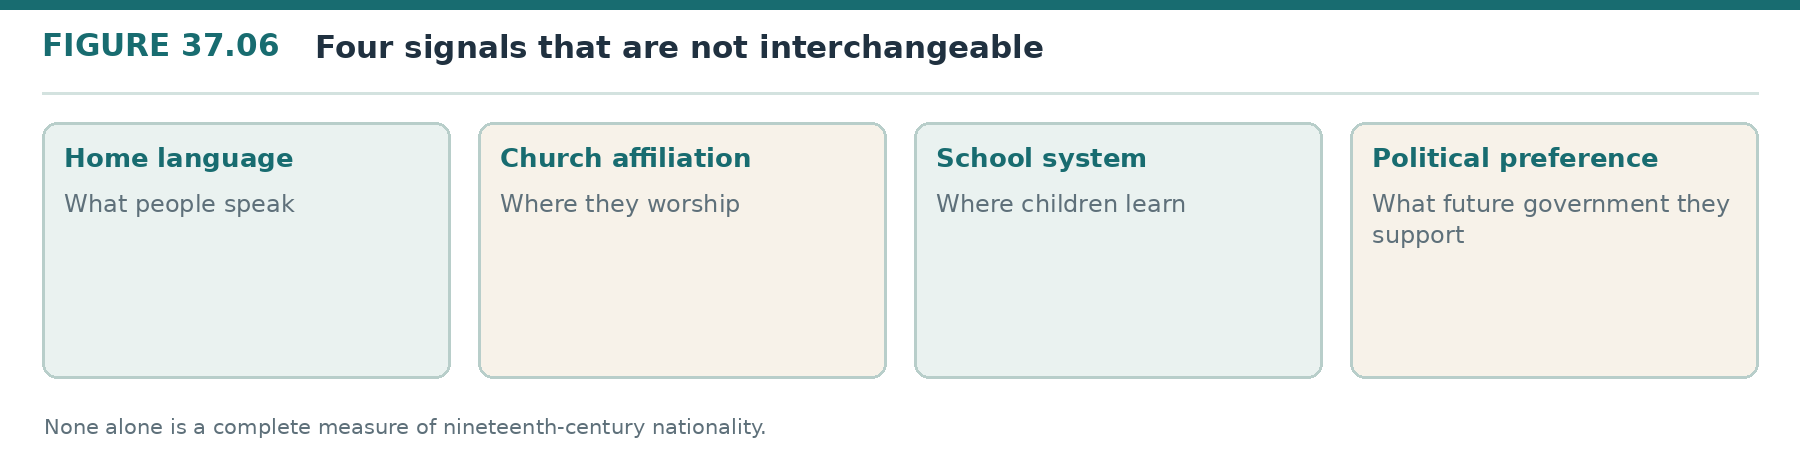 FIGURE 37.06 Four signals that are not interchangeable
Home language
What people speak
Church affiliation
Where they worship
School system
Where children learn
Political preference
What future government they
support
None alone is a complete measure of nineteenth-century nationality.